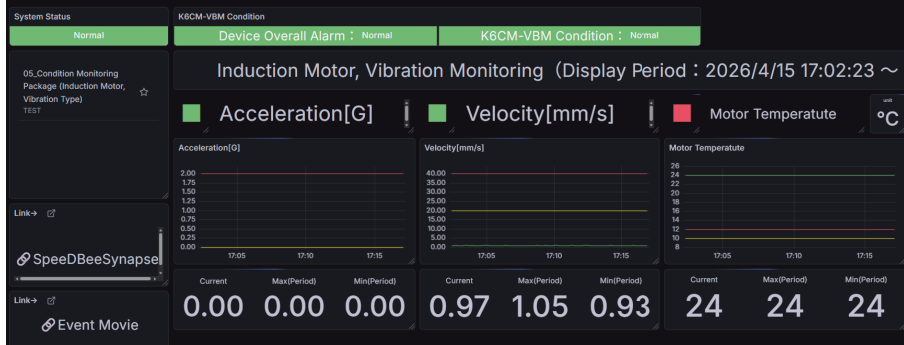 System Status
Normal
K6CM-VBM Condition
Device Overall Alarm： Normal
K6CM-VBM Condition： Normal
05_Condition Monitoring
Package (Induction Motor,
Vibration Type)
TEST
Induction Motor, Vibration Monitoring（Display Period：2026/4/15 17:02:23 ～
Acceleration[G]
Velocity[mm/s]
Motor Temperatute
unit
°C
Acceleration[G]
2.00
1.75
1.50
1.25
1.00
0.75
0.50
0.25
0.00
17:05 17:10 17:15
Velocity[mm/s]
40.00
35.00
30.00
25.00
20.00
15.00
10.00
5.00
0.00
17:05 17:10 17:15
Motor Temperatute
26
24
22
20
18
16
14
12
10
8
17:05 17:10 17:15
Link→
SpeeDBeeSynapse
Link→
Event Movie
Current Max(Period) Min(Period)
0.00 0.00 0.00
Current Max(Period) Min(Period)
0.97 1.05 0.93
Current Max(Period) Min(Period)
24 24 24